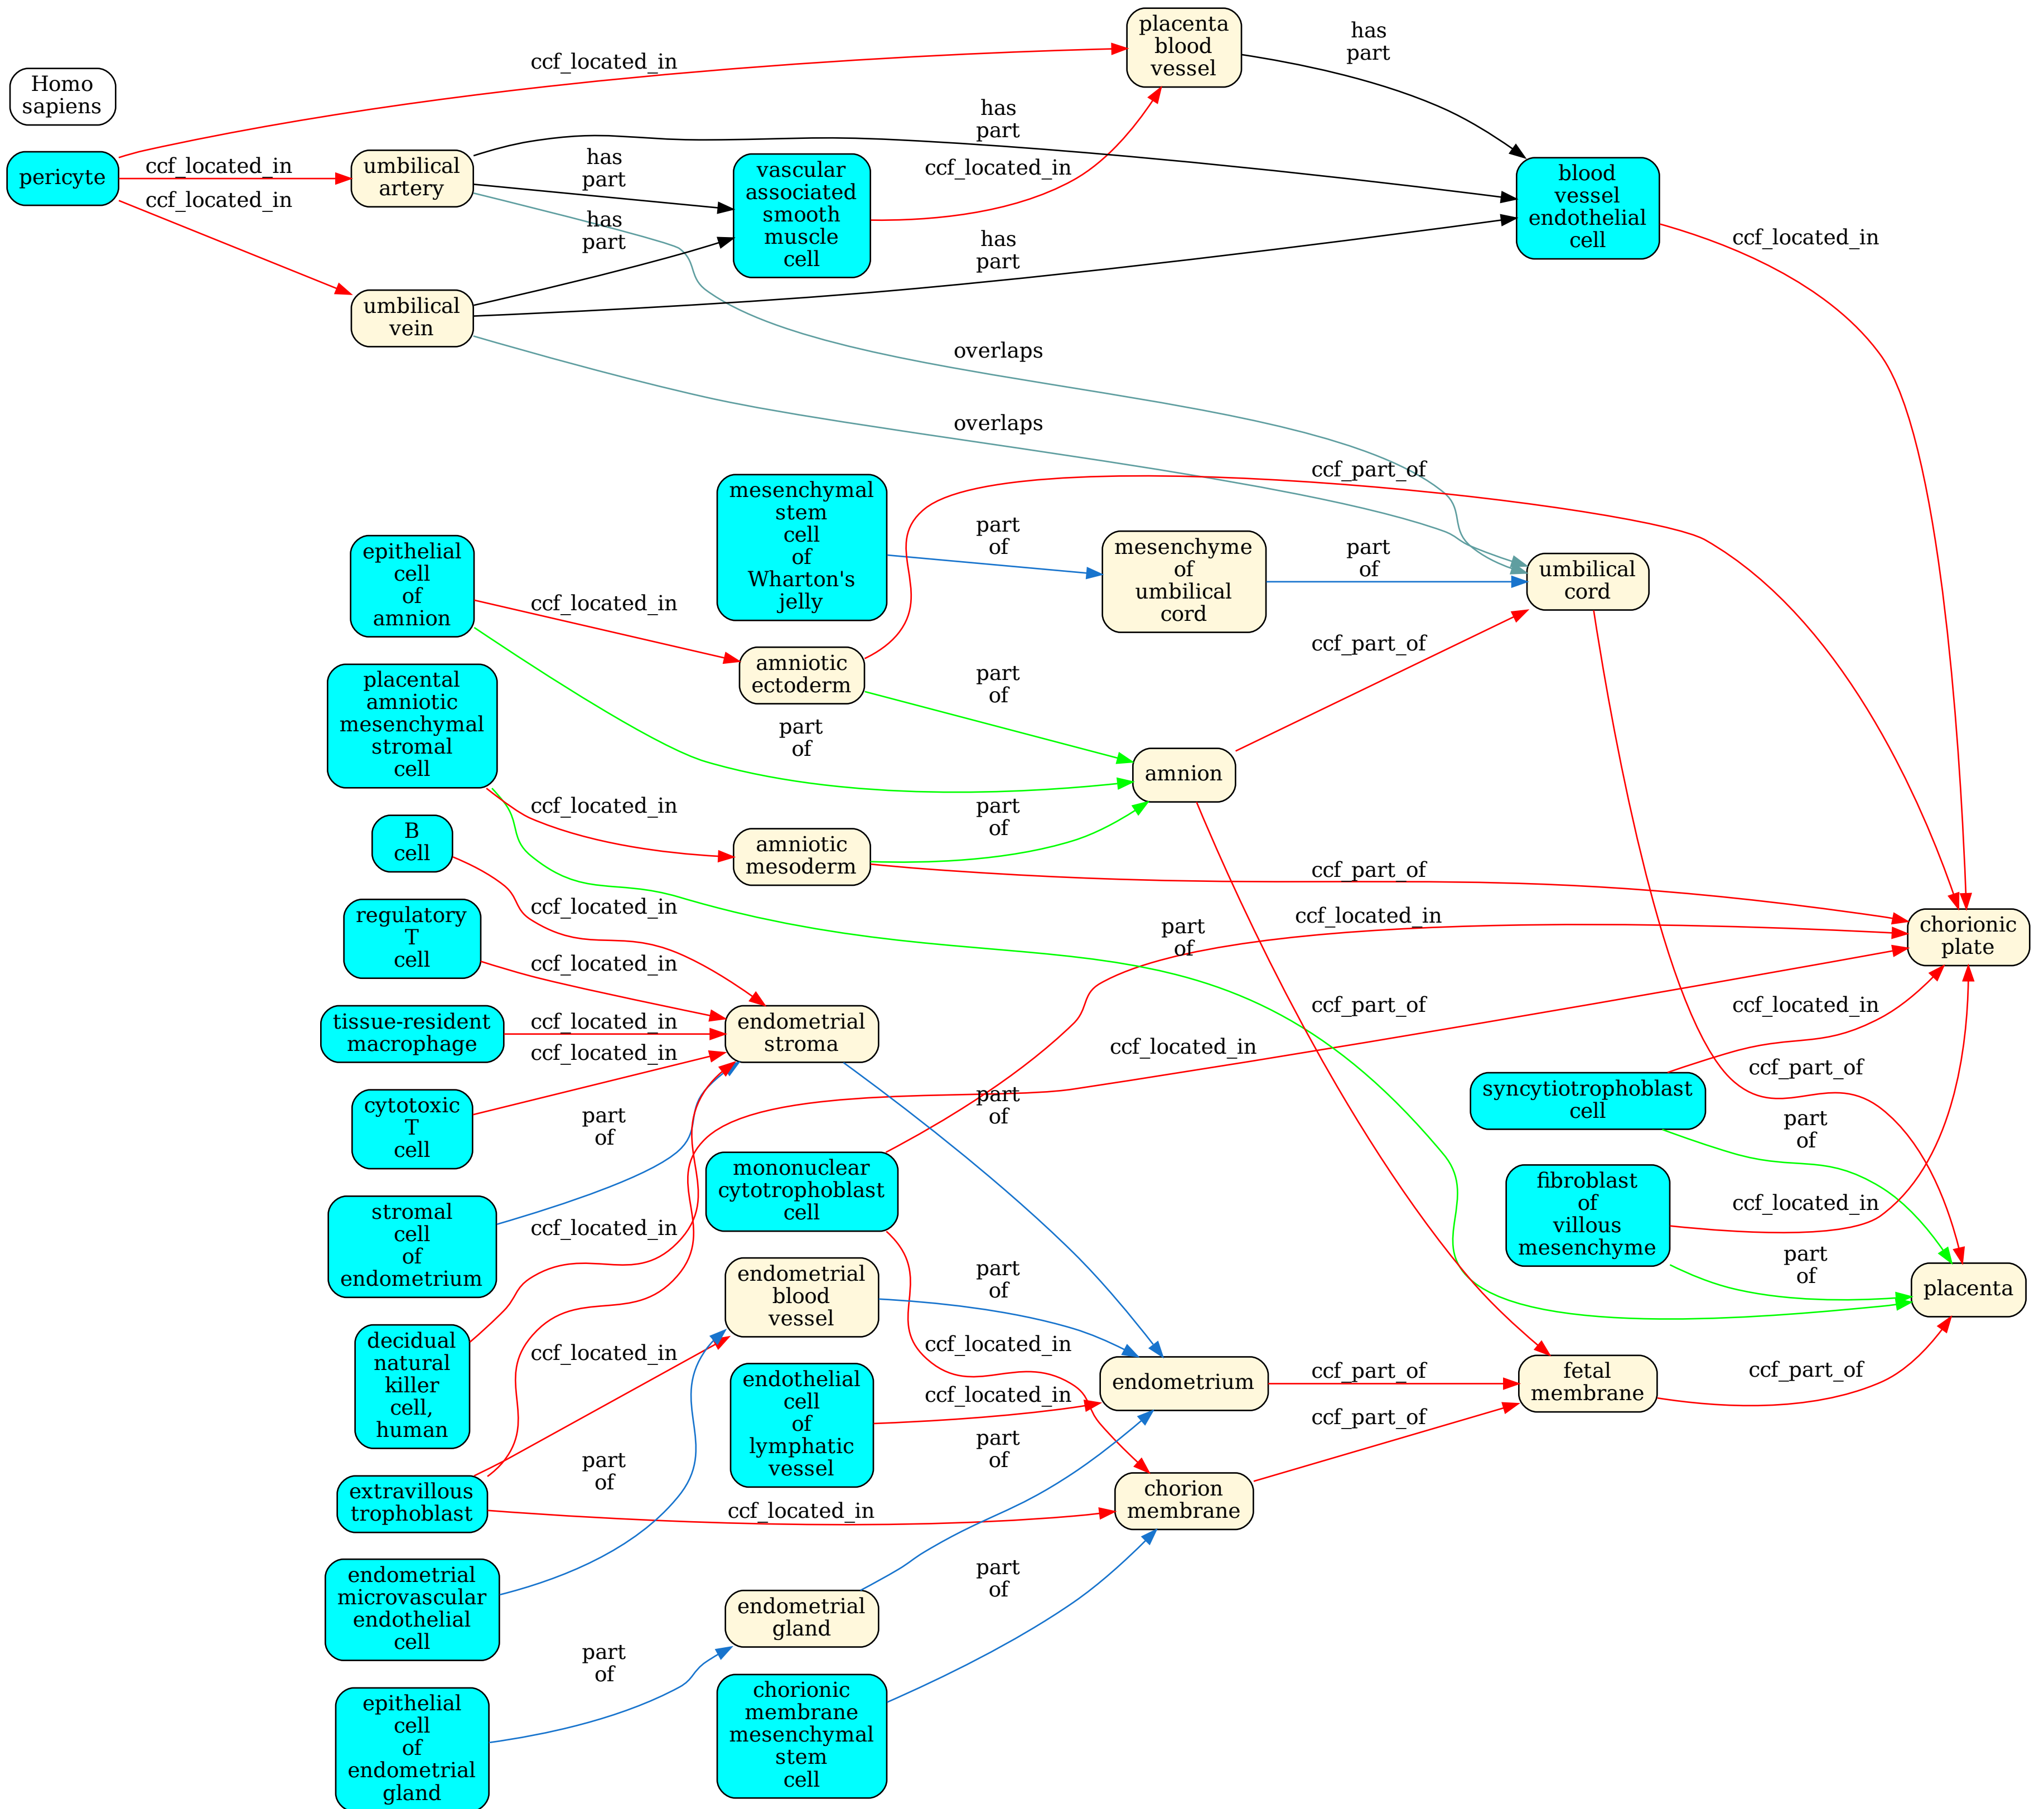 Homo
sapiens
pericyte
ccf_located_in
ccf_located_in
ccf_located_in
umbilical
artery
umbilical
vein
has
part
has
part
has
part
has
part
has
part
vascular
associated
smooth
muscle
cell
ccf_located_in
placenta
blood
vessel
blood
vessel
endothelial
cell
ccf_located_in
overlaps
overlaps
epithelial
cell
of
amnion
ccf_located_in
part
of
mesenchymal
stem
cell
of
Wharton's
jelly
part
of
mesenchyme
of
umbilical
cord
part
of
umbilical
cord
ccf_part_of
amniotic
ectoderm
part
of
ccf_part_of
placental
amniotic
mesenchymal
stromal
cell
ccf_located_in
part
of
amniotic
mesoderm
part
of
amnion
ccf_part_of
ccf_part_of
B
cell
ccf_located_in
regulatory
T
cell
ccf_located_in
tissue-resident
macrophage
ccf_located_in
cytotoxic
T
cell
ccf_located_in
endometrial
stroma
part
of
stromal
cell
of
endometrium
part
of
decidual
natural
killer
cell,
human
ccf_located_in
mononuclear
cytotrophoblast
cell
ccf_located_in
ccf_located_in
ccf_located_in
chorionic
plate
syncytiotrophoblast
cell
ccf_located_in
part
of
ccf_part_of
fibroblast
of
villous
mesenchyme
ccf_located_in
part
of
placenta
extravillous
trophoblast
ccf_located_in
ccf_located_in
endometrial
blood
vessel
part
of
endothelial
cell
of
lymphatic
vessel
ccf_located_in
endometrium
ccf_part_of
fetal
membrane
ccf_part_of
chorion
membrane
ccf_part_of
endometrial
microvascular
endothelial
cell
part
of
endometrial
gland
part
of
epithelial
cell
of
endometrial
gland
part
of
chorionic
membrane
mesenchymal
stem
cell
part
of